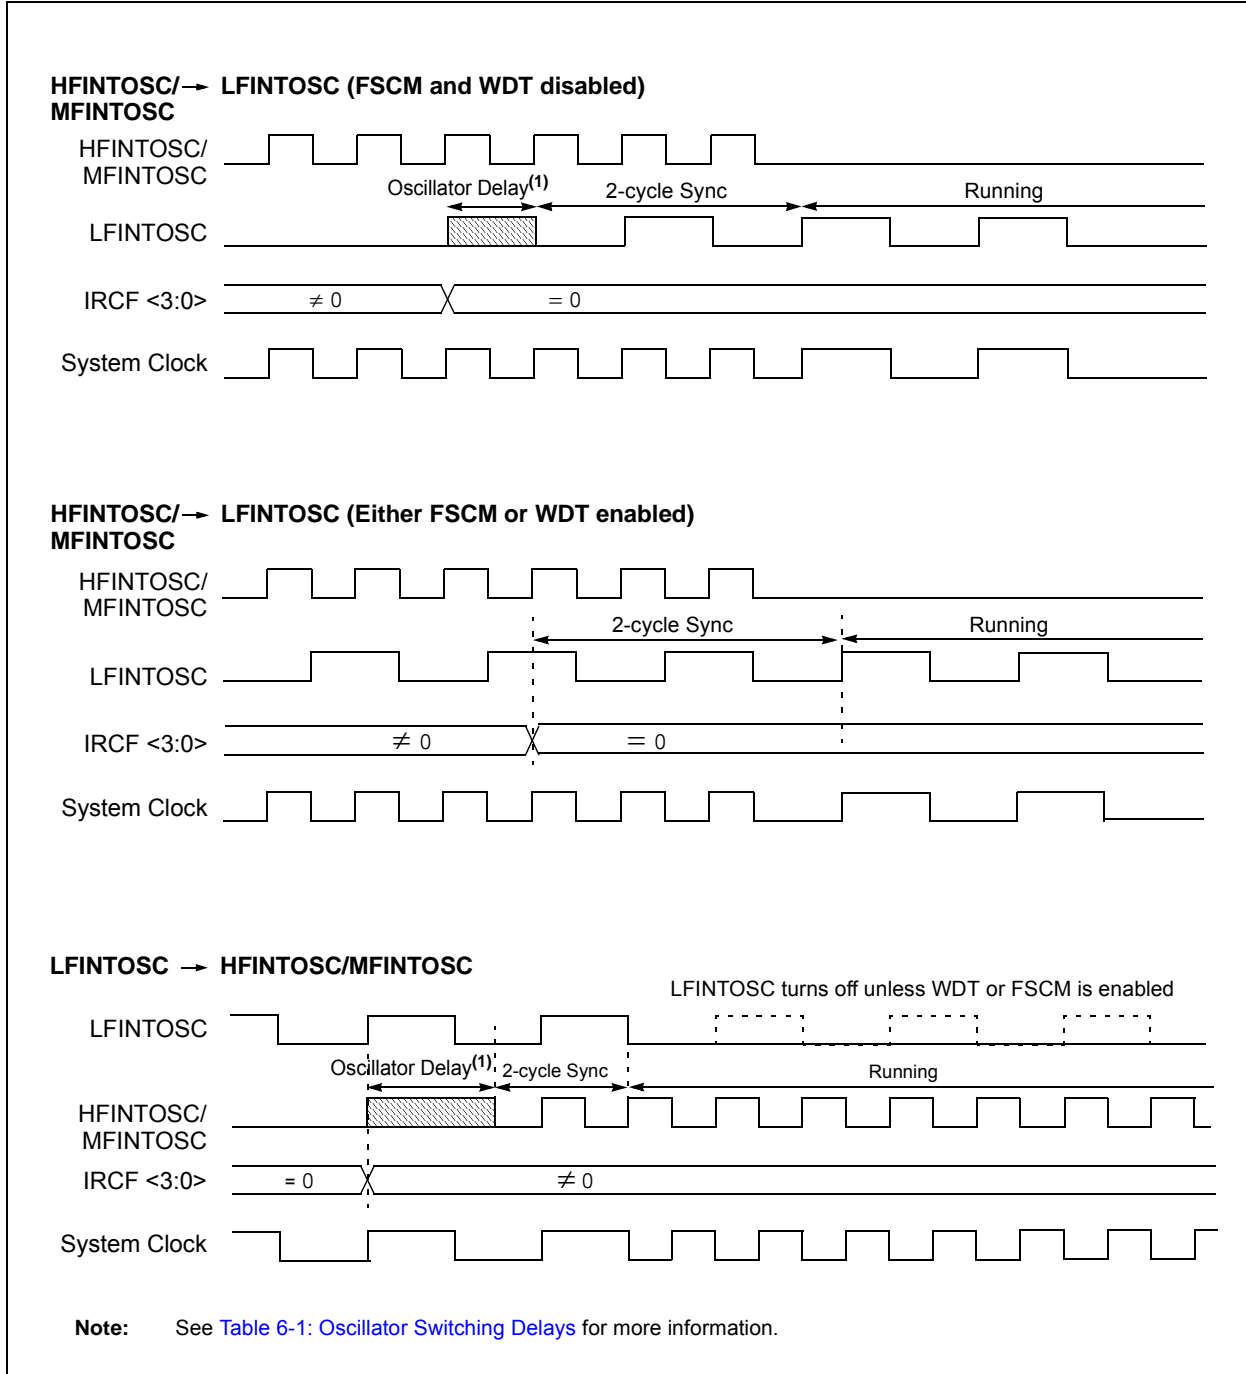 HFINTOSC/→ LFINTOSC (FSCM and WDT disabled)
MFINTOSC
HFINTOSC/
MFINTOSC
Oscillator Delay(1)
2-cycle Sync
Running
LFINTOSC
IRCF <3:0>
≠ 0
= 0
System Clock
HFINTOSC/→ LFINTOSC (Either FSCM or WDT enabled)
MFINTOSC
HFINTOSC/
MFINTOSC
2-cycle Sync
Running
LFINTOSC
IRCF <3:0>
≠ 0
= 0
System Clock
LFINTOSC → HFINTOSC/MFINTOSC
LFINTOSC turns off unless WDT or FSCM is enabled
LFINTOSC
Oscillator Delay(1)
2-cycle Sync
Running
HFINTOSC/
MFINTOSC
IRCF <3:0>
= 0
≠ 0
System Clock
Note: See Table 6-1: Oscillator Switching Delays for more information.